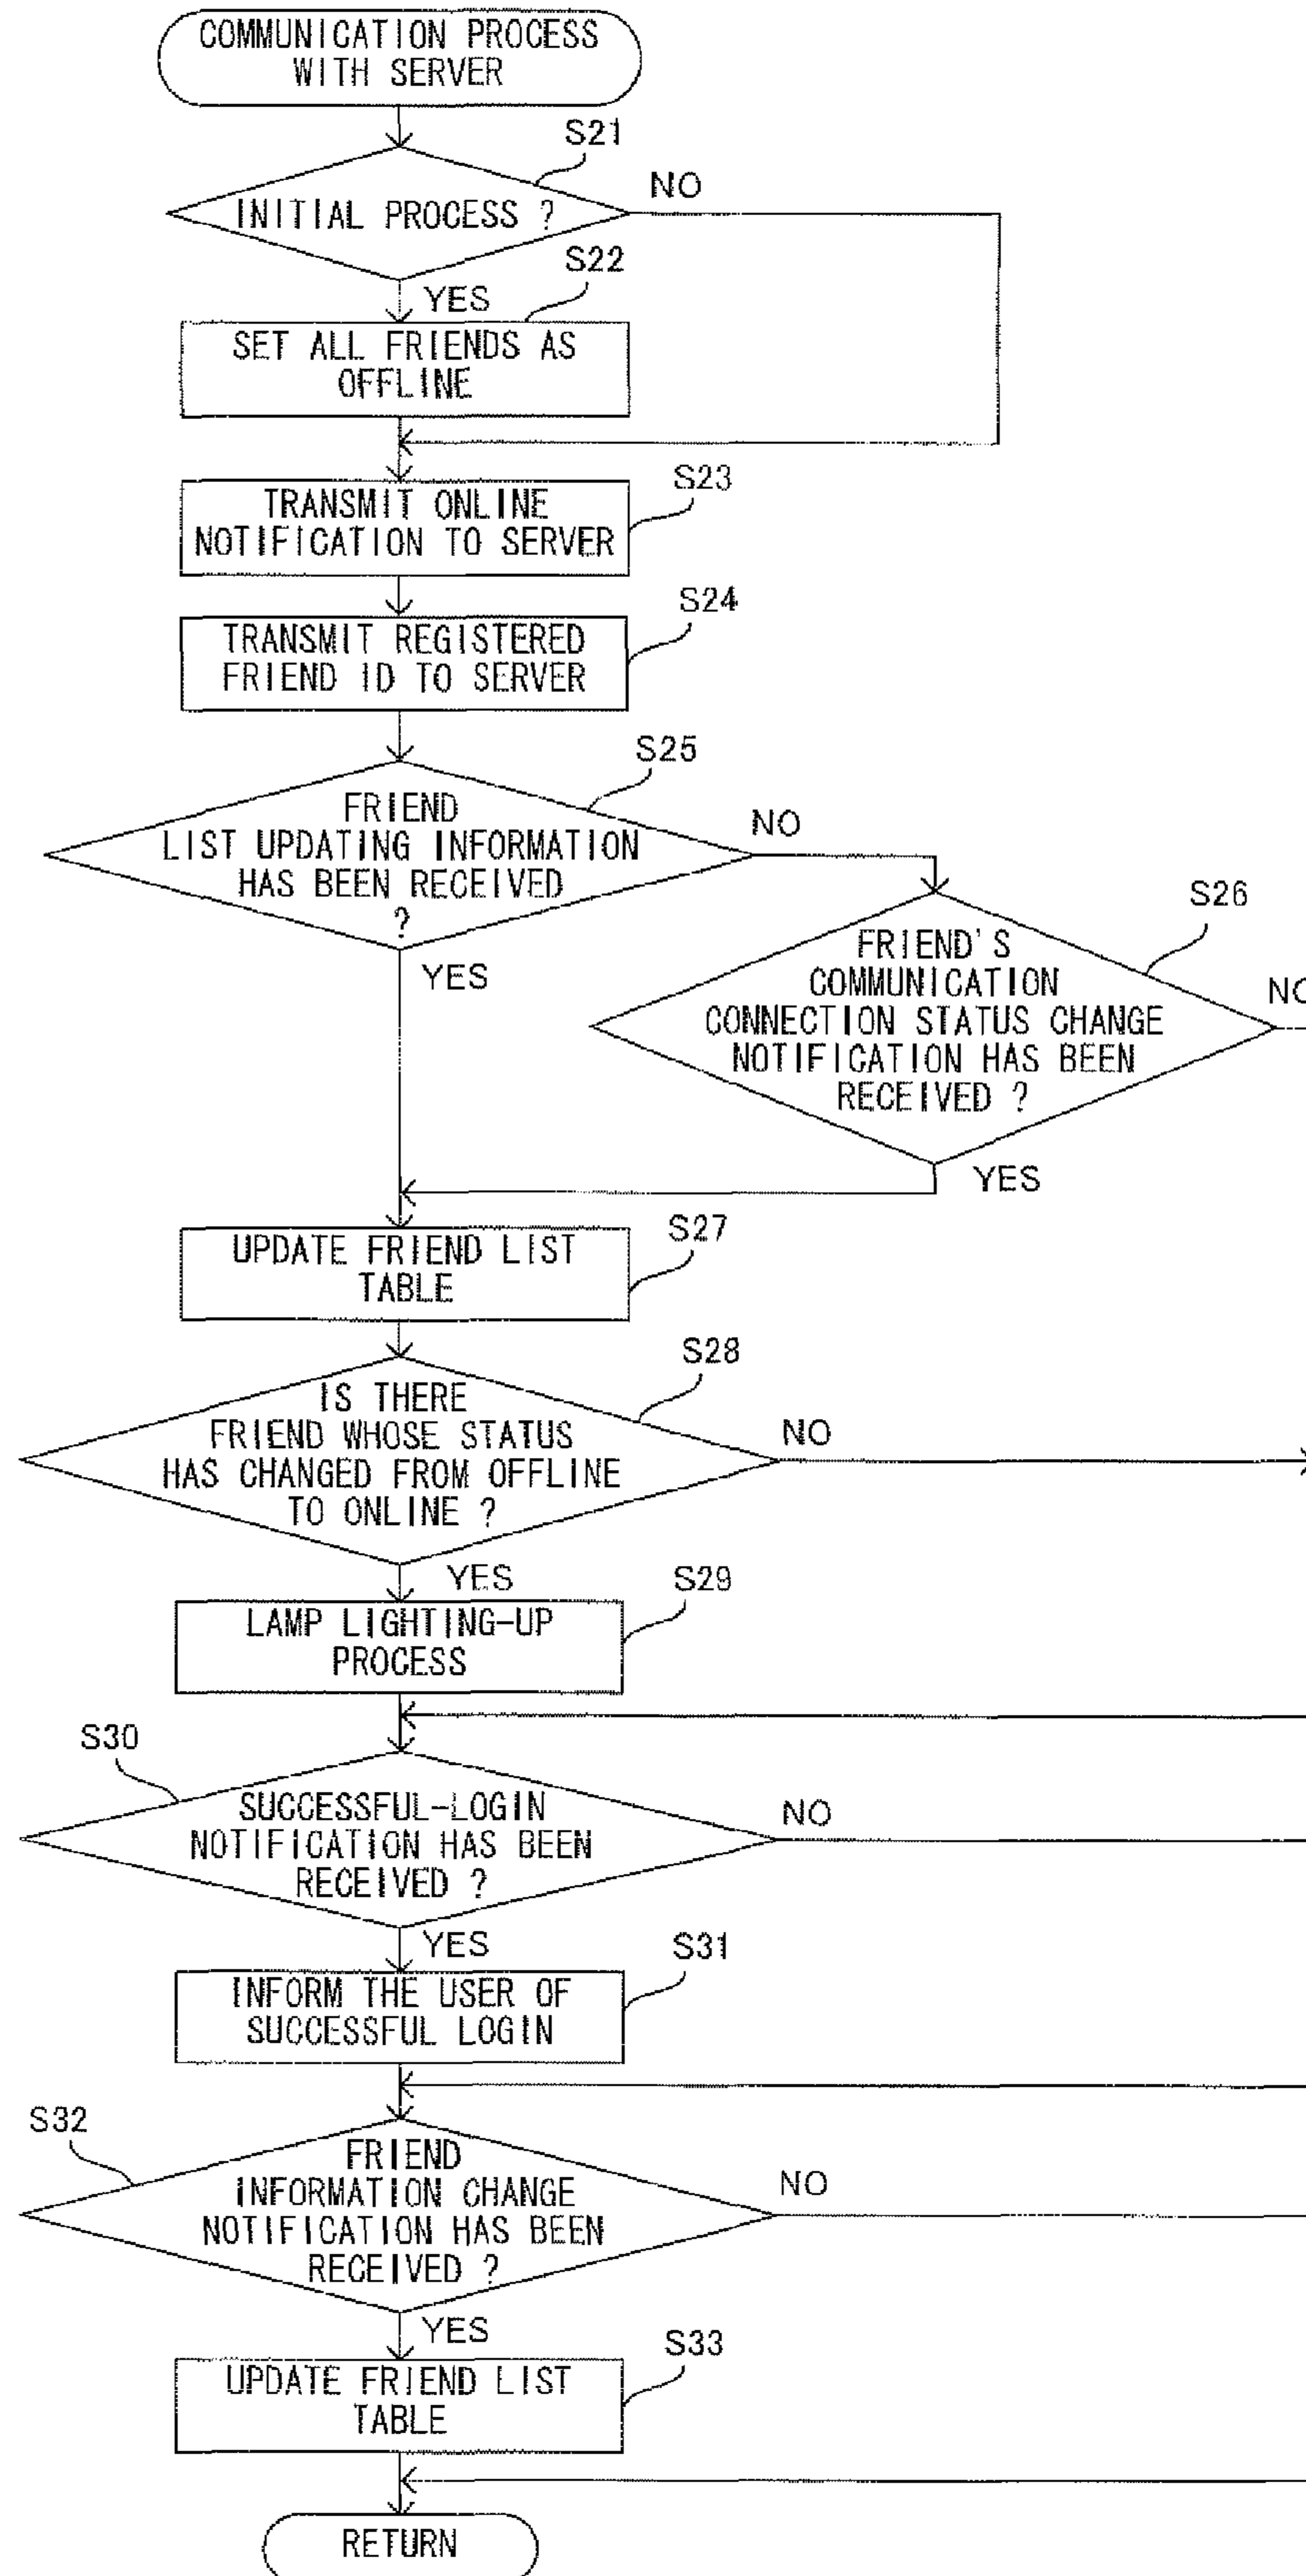 COMMUNICATION PROCESS
WITH SERVER
S21
INITIAL PROCESS ?
NO
S22
YES
SET ALL FRIENDS AS
OFFLINE
S23
TRANSMIT ONLINE
NOTIFICATION TO SERVER
S24
TRANSMIT REGISTERED
FRIEND ID TO SERVER
S25
FRIEND
LIST UPDATING INFORMATION
HAS BEEN RECEIVED
?
NO
YES
S26
FRIEND'S
COMMUNICATION
CONNECTION STATUS CHANGE
NOTIFICATION HAS BEEN
RECEIVED ?
NO
YES
S27
UPDATE FRIEND LIST
TABLE
S28
IS THERE
FRIEND WHOSE STATUS
HAS CHANGED FROM OFFLINE
TO ONLINE ?
NO
YES
S29
LAMP LIGHTING-UP
PROCESS
S30
SUCCESSFUL-LOGIN
NOTIFICATION HAS BEEN
RECEIVED ?
NO
YES
S31
INFORM THE USER OF
SUCCESSFUL LOGIN
S32
FRIEND
INFORMATION CHANGE
NOTIFICATION HAS BEEN
RECEIVED ?
NO
YES
S33
UPDATE FRIEND LIST
TABLE
RETURN